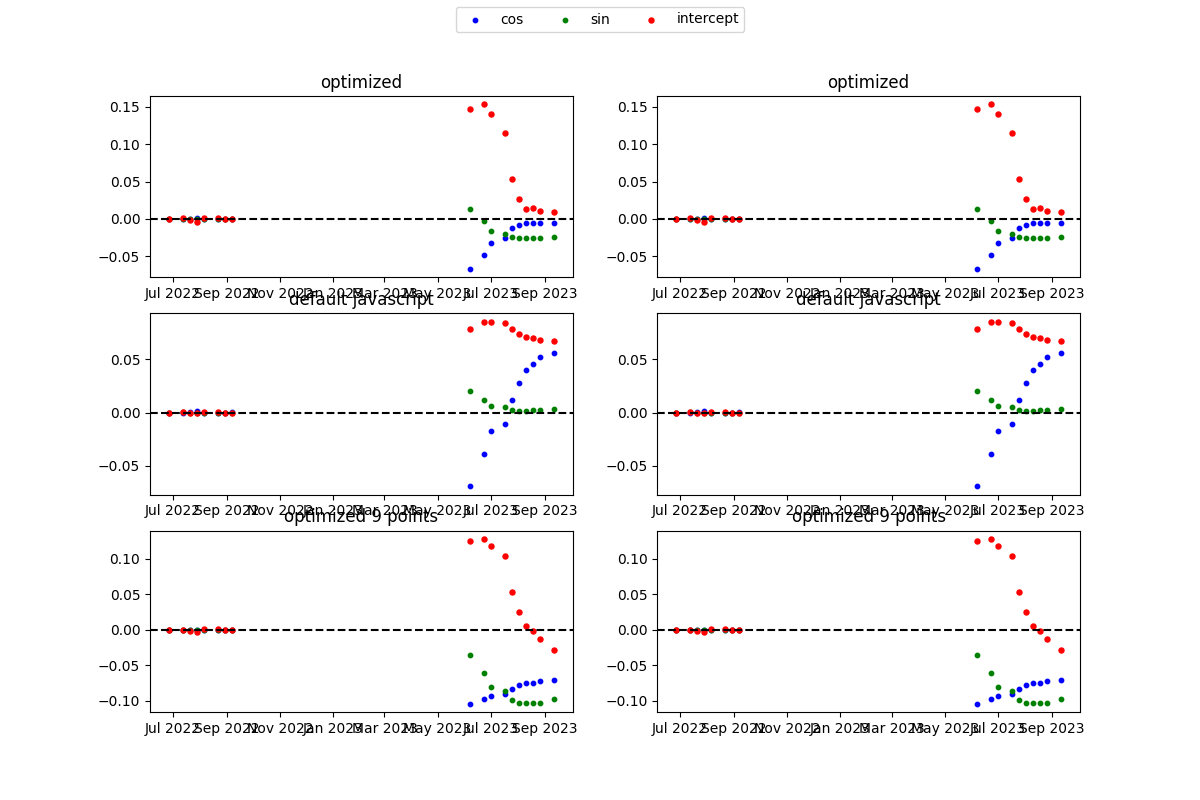 cos sin intercept
optimized optimized
0.15 0.15
0.10 0.10
0.05 0.05
0.00 0.00
−0.05 −0.05
Jul 2022 Sep 2022 Nov 2022 Jan 2023 Mar 2023 May 2023 Jul 2023 Sep 2023 Jul 2022 Sep 2022 Nov 2022 Jan 2023 Mar 2023 May 2023 Jul 2023 Sep 2023
default javascript default javascript
0.05 0.05
0.00 0.00
−0.05 −0.05
Jul 2022 Sep 2022 Nov 2022 Jan 2023 Mar 2023 May 2023 Jul 2023 Sep 2023 Jul 2022 Sep 2022 Nov 2022 Jan 2023 Mar 2023 May 2023 Jul 2023 Sep 2023
optimized 9 points optimized 9 points
0.10 0.10
0.05 0.05
0.00 0.00
−0.05 −0.05
−0.10 −0.10
Jul 2022 Sep 2022 Nov 2022 Jan 2023 Mar 2023 May 2023 Jul 2023 Sep 2023 Jul 2022 Sep 2022 Nov 2022 Jan 2023 Mar 2023 May 2023 Jul 2023 Sep 2023